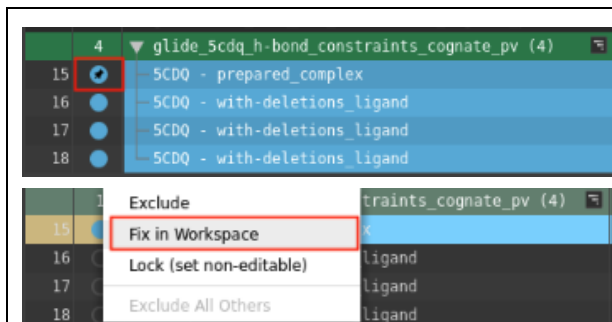 4 glide_5cdq_h-bond_constraints_cognate_pv (4)
15 5CDQ - prepared_complex
16 5CDQ - with-deletions_ligand
17 5CDQ - with-deletions_ligand
18 5CDQ - with-deletions_ligand
1 Exclude traints_cognate_pv (4)
15 Fix in Workspace x
16 Lock (set non-editable) ligand
17 ligand
18 Exclude All Others ligand